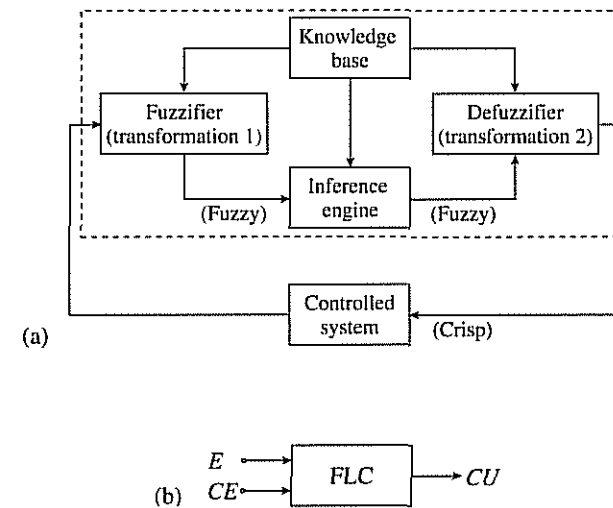 Knowledge
base
Fuzzifier
(transformation 1)
Defuzzifier
(transformation 2)
Inference
engine
(Fuzzy)
(Fuzzy)
Controlled
system
(Crisp)
(a)
E
CE
FLC
CU
(b)